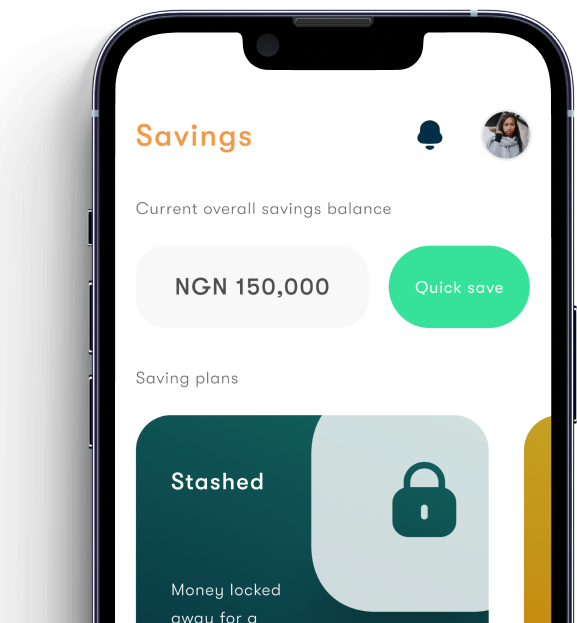 Savings
Current overall savings balance
NGN 150,000
Quick save
Saving plans
Stashed
Money locked
away for a